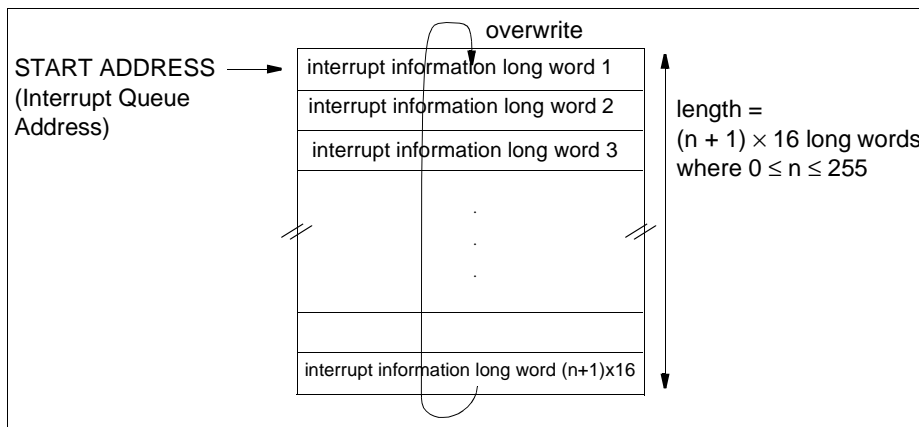 overwrite
START ADDRESS
(Interrupt Queue
Address)
interrupt information long word 1
interrupt information long word 2
interrupt information long word 3
.
.
.
interrupt information long word (n+1)x16
length =
(n + 1) × 16 long words
where 0 ≤ n ≤ 255